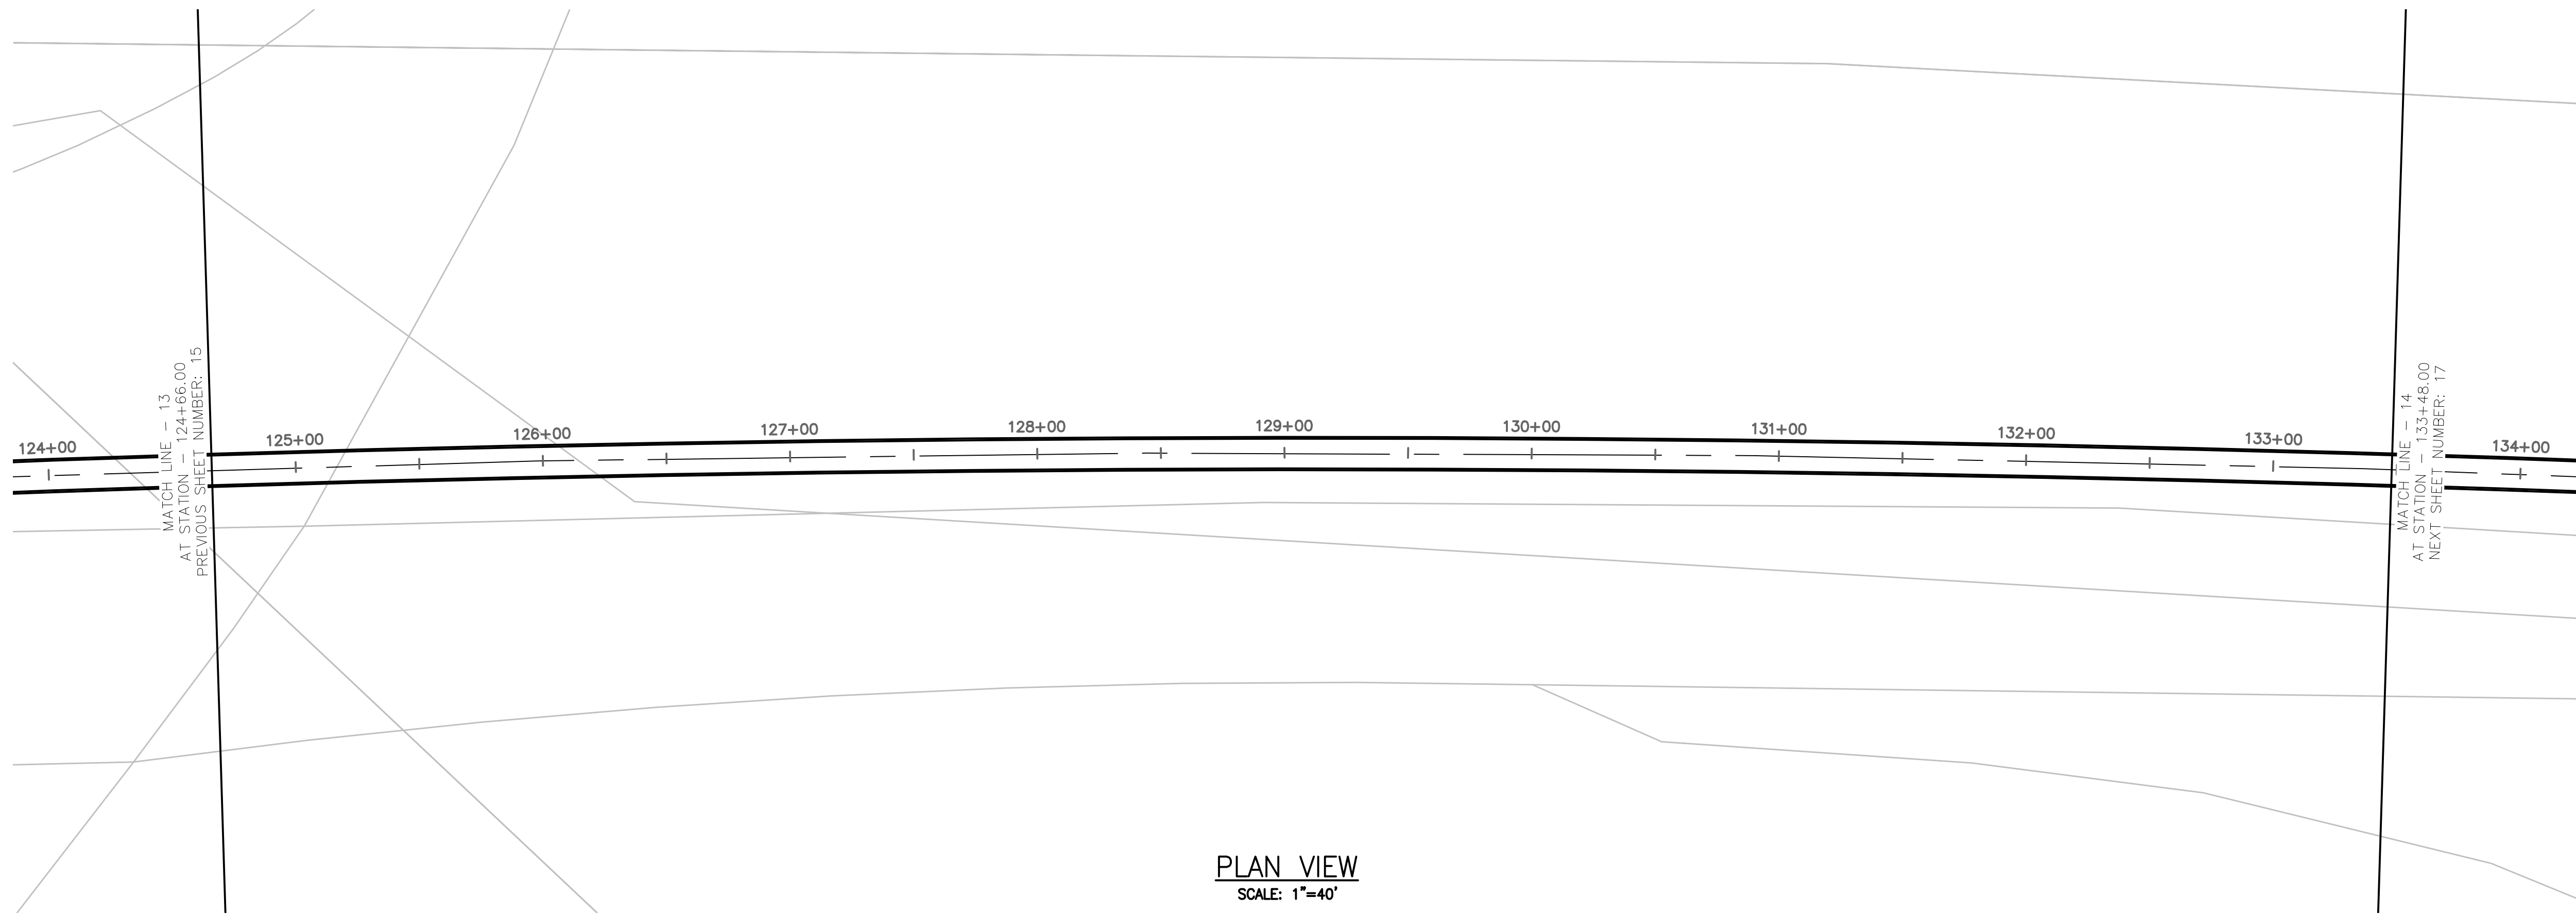 MATCH LINE - 13
AT STATION - 124+66.00
PREVIOUS SHEET NUMBER: 15
124+00
125+00
126+00
127+00
128+00
129+00
130+00
131+00
132+00
133+00
134+00
MATCH LINE - 14
AT STATION - 133+48.00
NEXT SHEET NUMBER: 17
PLAN VIEW
SCALE: 1"=40'